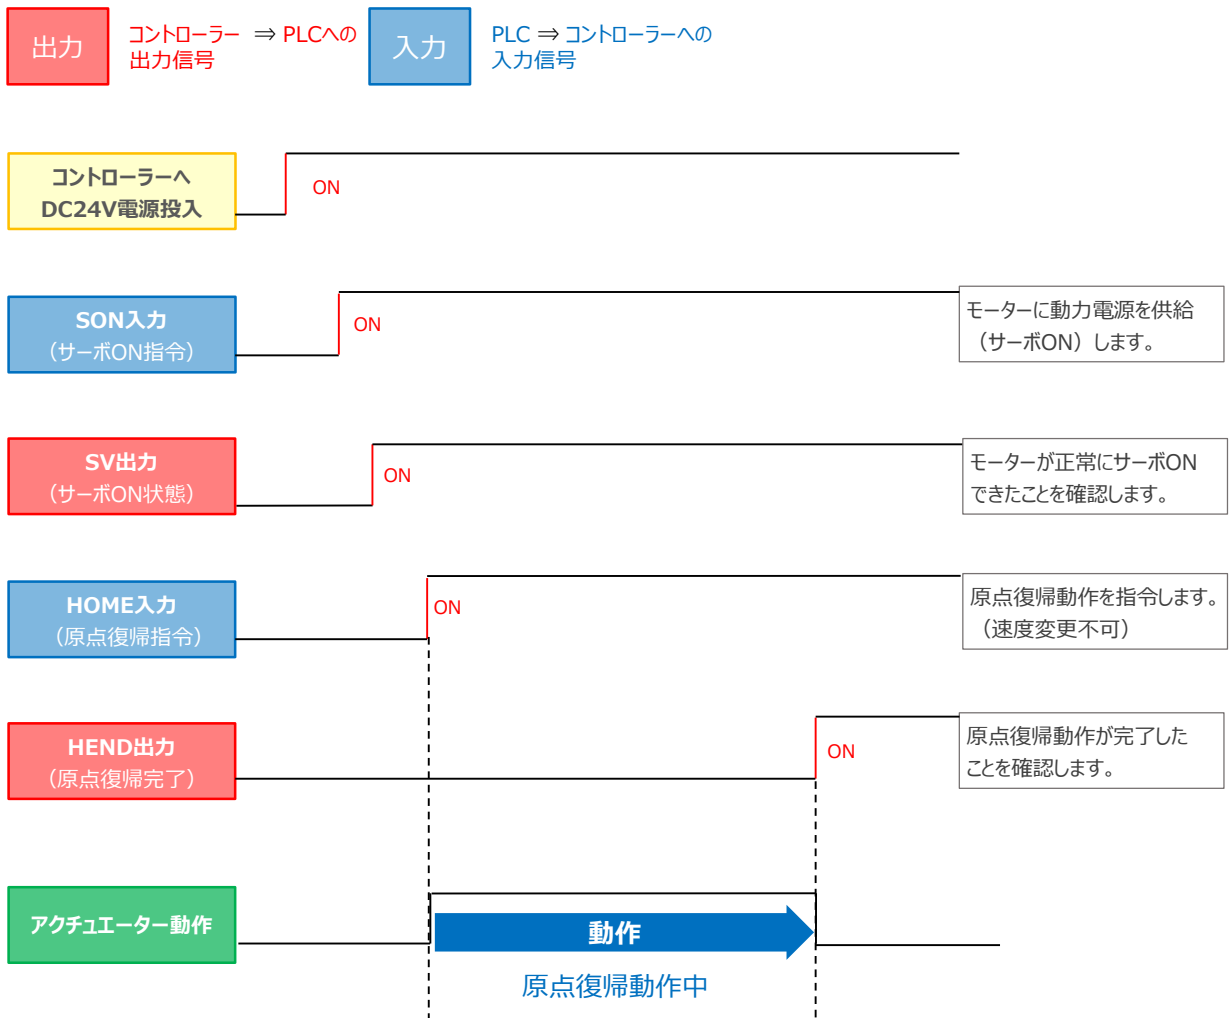 出力
コントローラー ⇒ PLCへの
出力信号
入力
PLC ⇒ コントローラーへの
入力信号
コントローラーへ
DC24V電源投入
ON
SON入力
（サーボON指令）
ON
モーターに動力電源を供給
（サーボON）します。
SV出力
（サーボON状態）
ON
モーターが正常にサーボON
できたことを確認します。
HOME入力
（原点復帰指令）
ON
原点復帰動作を指令します。
（速度変更不可）
HEND出力
（原点復帰完了）
ON
原点復帰動作が完了した
ことを確認します。
アクチュエーター動作
動作
原点復帰動作中